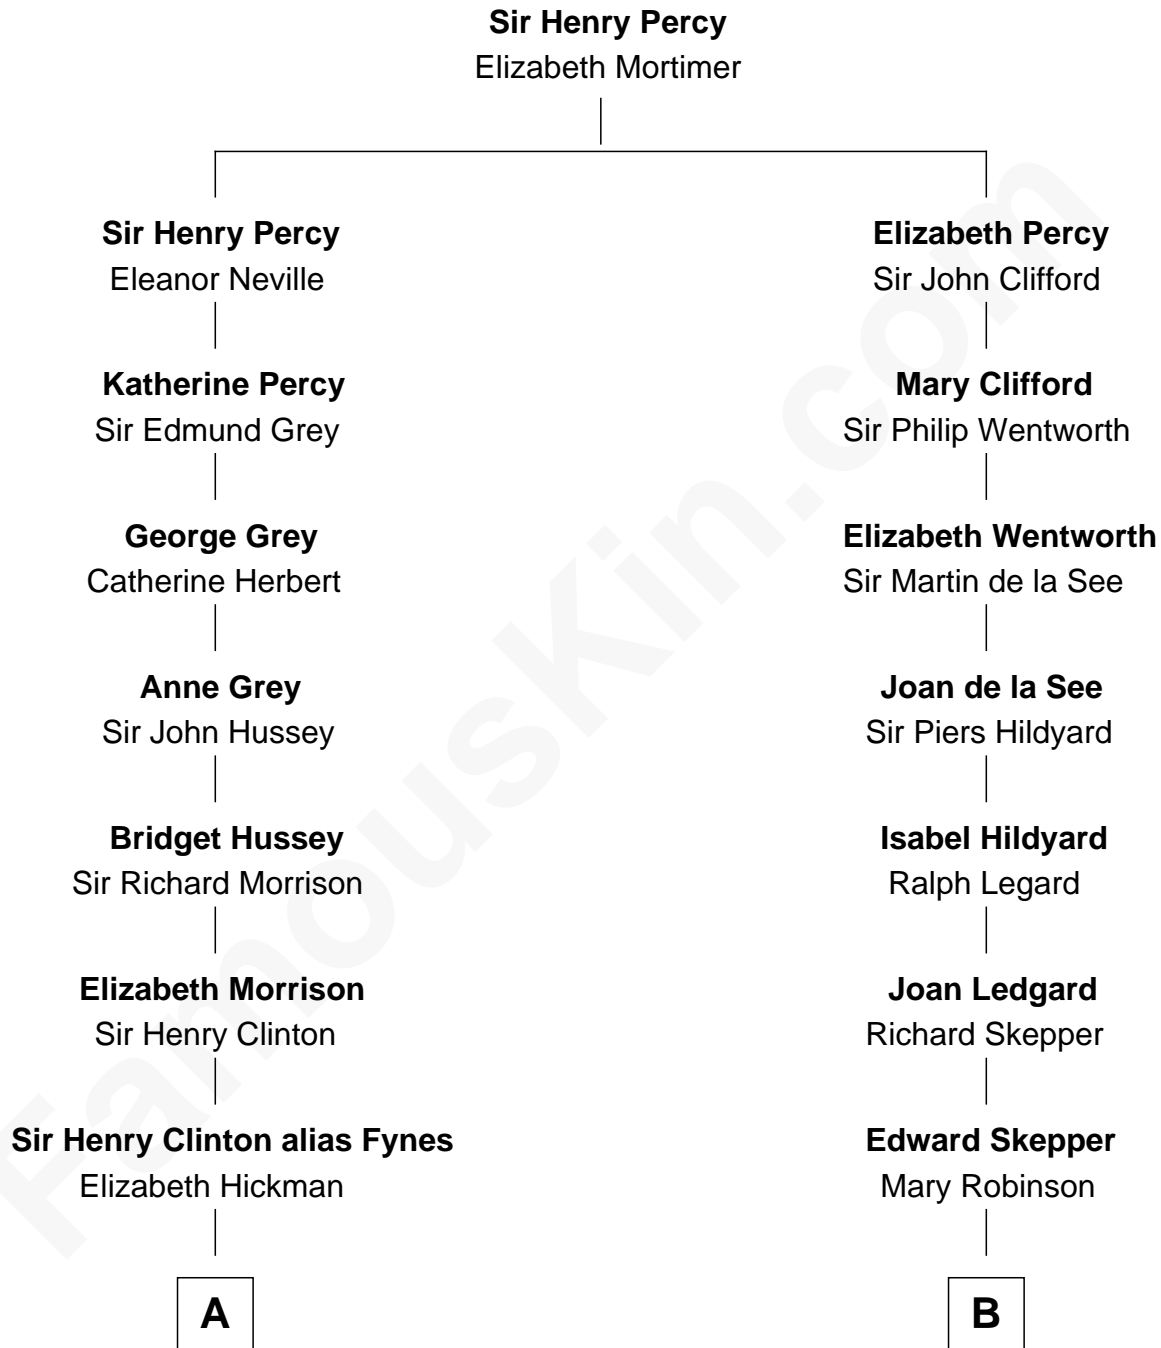 Sir Henry Percy
Elizabeth Mortimer
Sir Henry Percy
Eleanor Neville
Elizabeth Percy
Sir John Clifford
Katherine Percy
Sir Edmund Grey
Mary Clifford
Sir Philip Wentworth
George Grey
Catherine Herbert
Elizabeth Wentworth
Sir Martin de la See
Anne Grey
Sir John Hussey
Joan de la See
Sir Piers Hildyard
Bridget Hussey
Sir Richard Morrison
Isabel Hildyard
Ralph Legard
Elizabeth Morrison
Sir Henry Clinton
Joan Ledgard
Richard Skepper
Sir Henry Clinton alias Fynes
Elizabeth Hickman
Edward Skepper
Mary Robinson
A
B
FamousKin.com